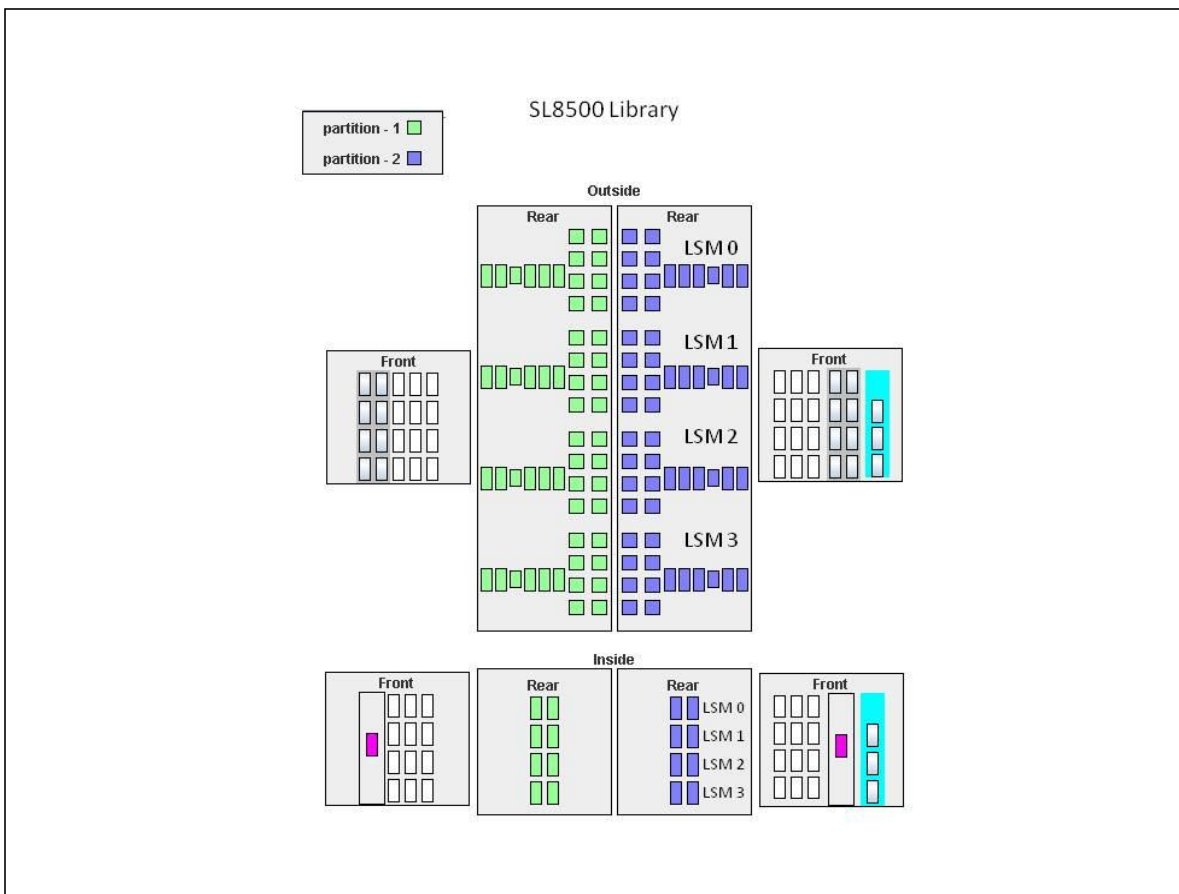 SL8500 Library
partition - 1
partition - 2
Outside
Rear
Rear
LSM 0
LSM 1
Front
Front
LSM 2
LSM 3
Inside
Front
Rear
Rear
Front
LSM 0
LSM 1
LSM 2
LSM 3